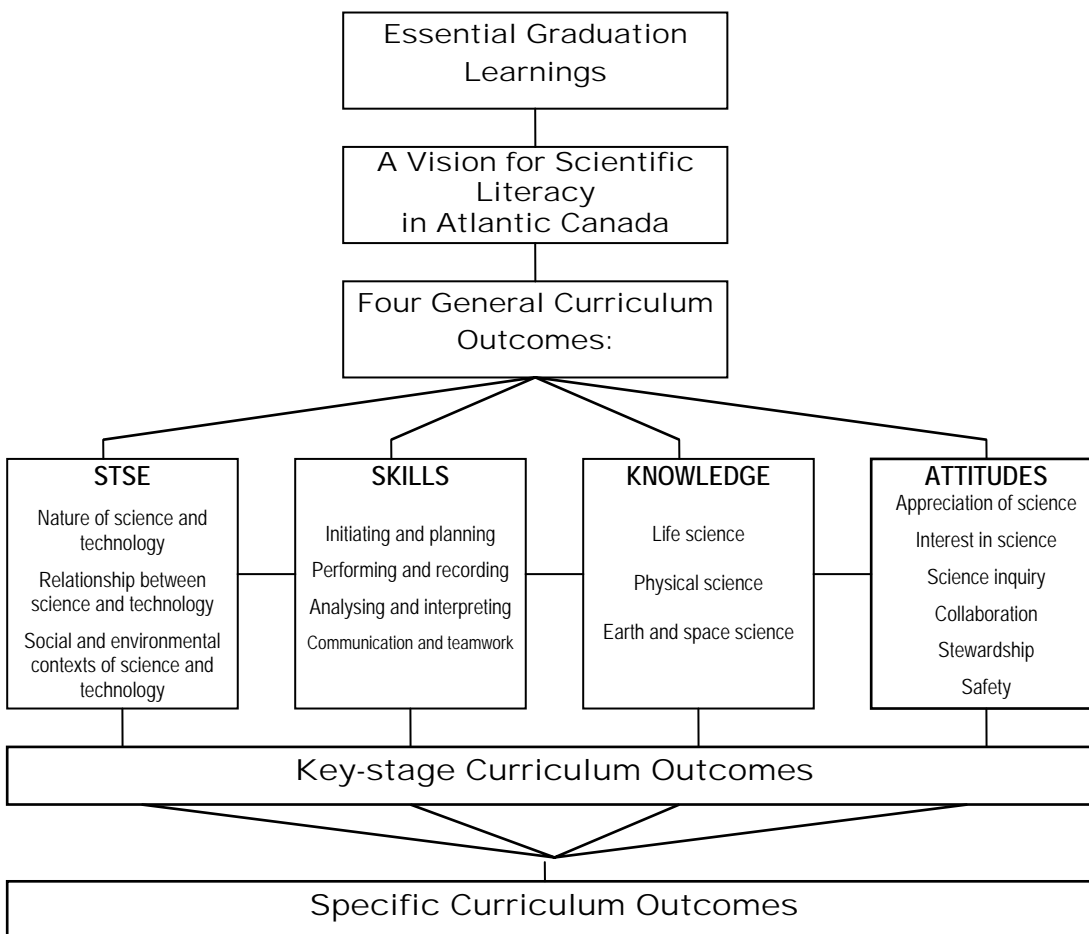 Essential Graduation
Learnings
A Vision for Scientific
Literacy
in Atlantic Canada
Four General Curriculum
Outcomes:
STSE
Nature of science and
technology
Relationship between
science and technology
Social and environmental
contexts of science and
technology
SKILLS
Initiating and planning
Performing and recording
Analysing and interpreting
Communication and teamwork
KNOWLEDGE
Life science
Physical science
Earth and space science
ATTITUDES
Appreciation of science
Interest in science
Science inquiry
Collaboration
Stewardship
Safety
Key-stage Curriculum Outcomes
Specific Curriculum Outcomes